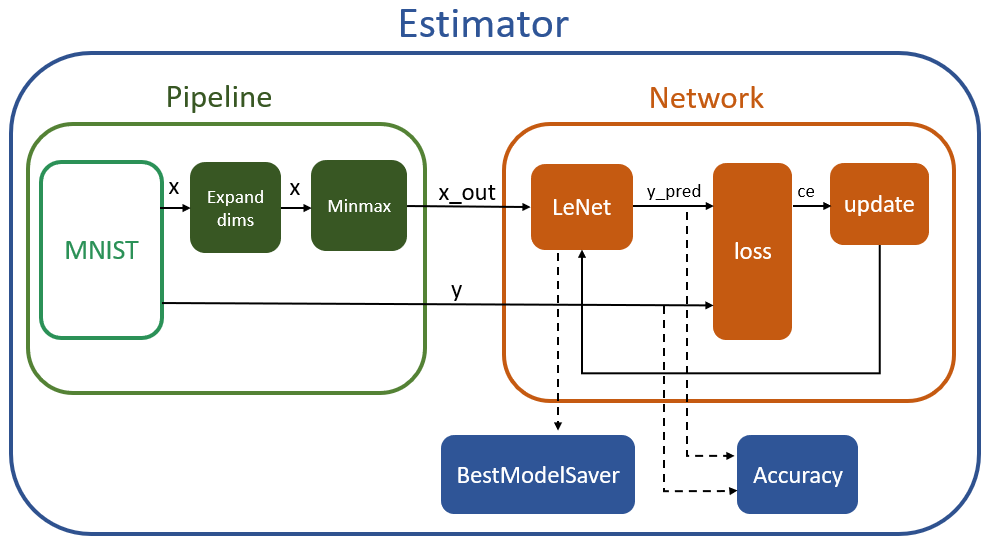 Estimator
Pipeline
Network
MNIST
x
Expand
dims
x
Minmax
x_out
LeNet
y_pred
loss
ce
update
y
BestModelSaver
Accuracy